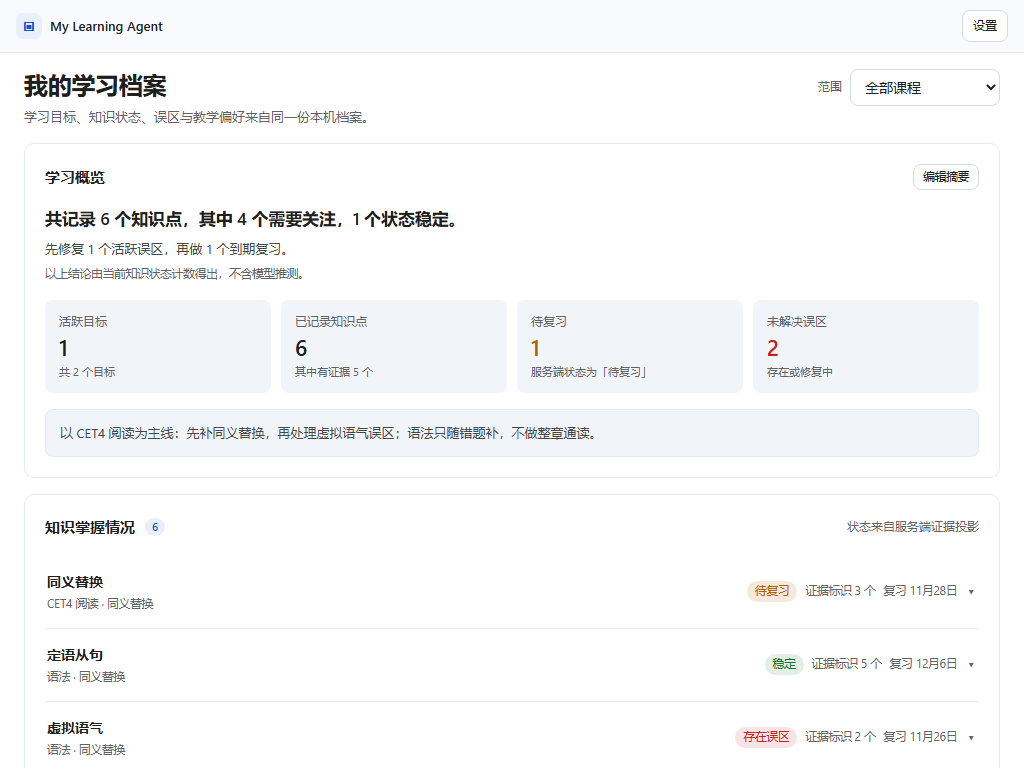 My Learning Agent
设置
我的学习档案
范围
全部课程
学习目标、知识状态、误区与教学偏好来自同一份本机档案。
学习概览
编辑摘要
共记录 6 个知识点，其中 4 个需要关注，1 个状态稳定。
先修复 1 个活跃误区，再做 1 个到期复习。
以上结论由当前知识状态计数得出，不含模型推测。
活跃目标
1
共 2 个目标
已记录知识点
6
其中有证据 5 个
待复习
1
服务端状态为「待复习」
未解决误区
2
存在或修复中
以 CET4 阅读为主线：先补同义替换，再处理虚拟语气误区；语法只随错题补，不做整章通读。
知识掌握情况 6
状态来自服务端证据投影
同义替换
CET4 阅读 · 同义替换
待复习 证据标识 3 个 复习 11月28日
定语从句
语法 · 同义替换
稳定 证据标识 5 个 复习 12月6日
虚拟语气
语法 · 同义替换
存在误区 证据标识 2 个 复习 11月26日